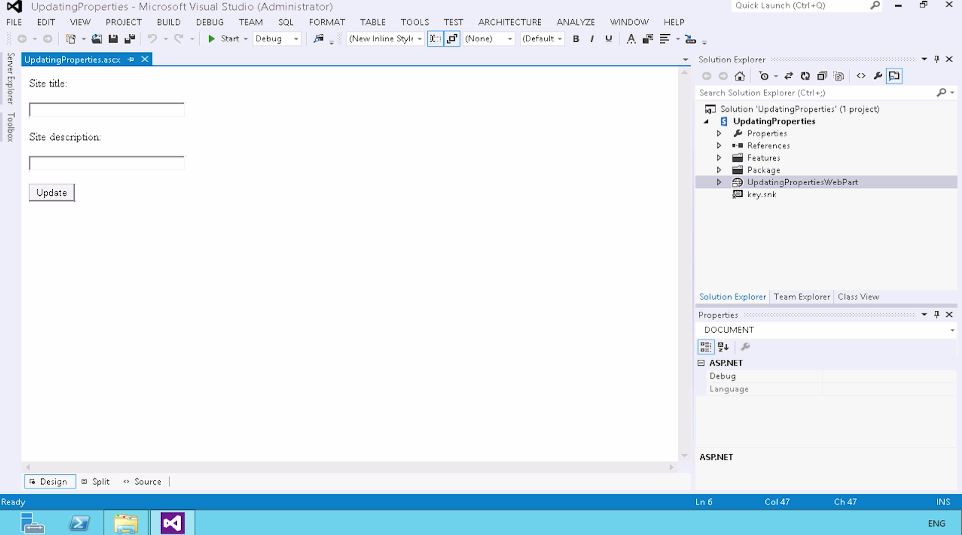 UpdatingProperties - Microsoft Visual Studio (Administrator)
Quick Launch (Ctrl+Q)
FILE EDIT VIEW PROJECT BUILD DEBUG TEAM SQL FORMAT TABLE TOOLS TEST ARCHITECTURE ANALYZE WINDOW HELP
Start Debug (New Inline Style (None) (Default B I U A
Server Explorer
Toolbox
UpdatingProperties.ascx
Site title:
Site description:
Update
Design Split Source
Solution Explorer
Search Solution Explorer (Ctrl+;)
Solution 'UpdatingProperties' (1 project)
UpdatingProperties
Properties
References
Features
Package
UpdatingPropertiesWebPart
key.snk
Solution Explorer Team Explorer Class View
Properties
DOCUMENT
ASP.NET
Debug
Language
ASP.NET
Ready Ln 6 Col 47 Ch 47 INS
ENG